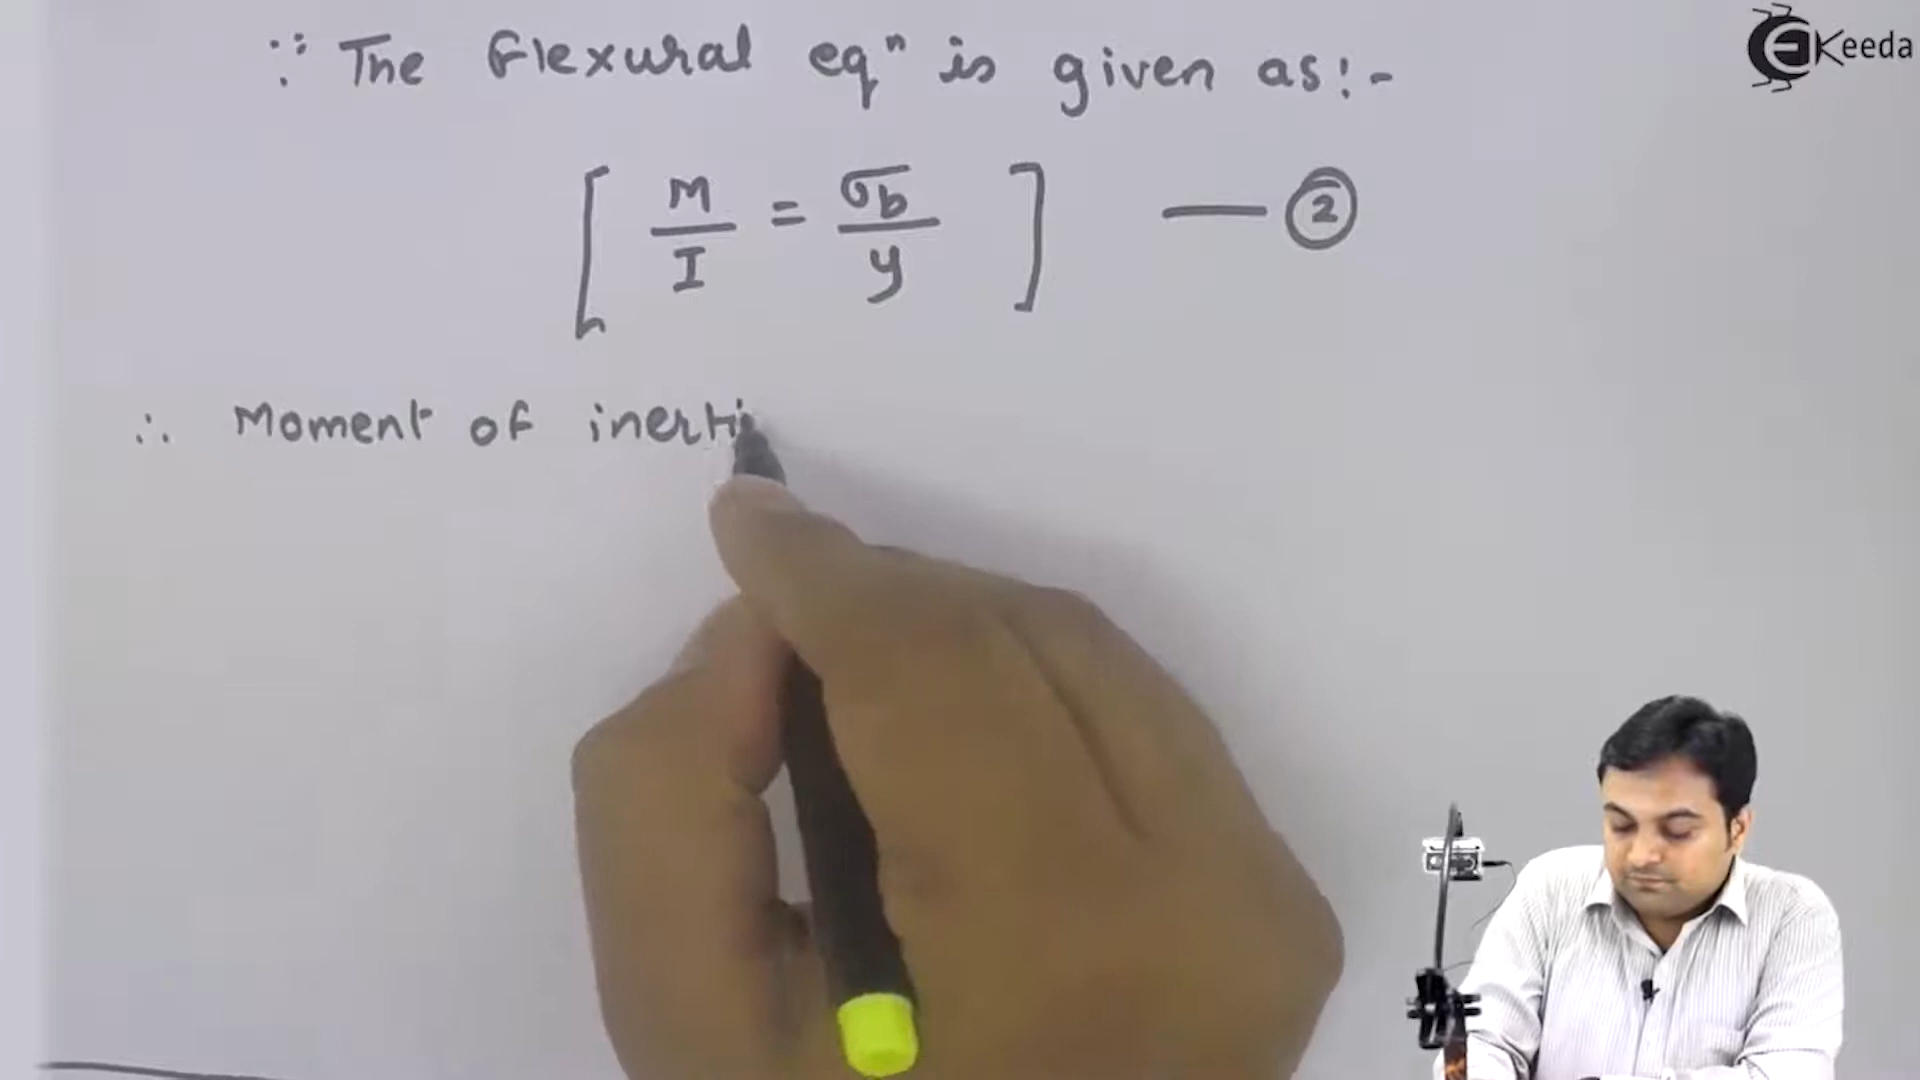 ∵ The flexural eqⁿ is given as:-
[ M/I = σb/y ] — ②
∴ Moment of inerti
Keeda